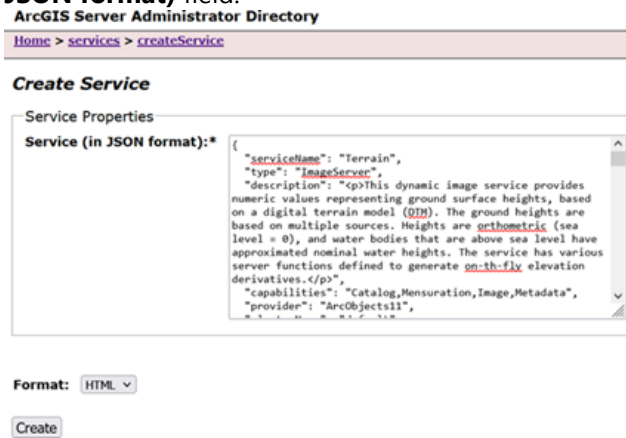 JSON format) field.
ArcGIS Server Administrator Directory
Home > services > createService
Create Service
Service Properties
Service (in JSON format):*
{
"serviceName": "Terrain",
"type": "ImageServer",
"description": "<p>This dynamic image service provides
numeric values representing ground surface heights, based
on a digital terrain model (DTM). The ground heights are
based on multiple sources. Heights are orthometric (sea
level = 0), and water bodies that are above sea level have
approximated nominal water heights. The service has various
server functions defined to generate on-th-fly elevation
derivatives.</p>",
"capabilities": "Catalog,Mensuration,Image,Metadata",
"provider": "ArcObjects11",
Format: HTML
Create